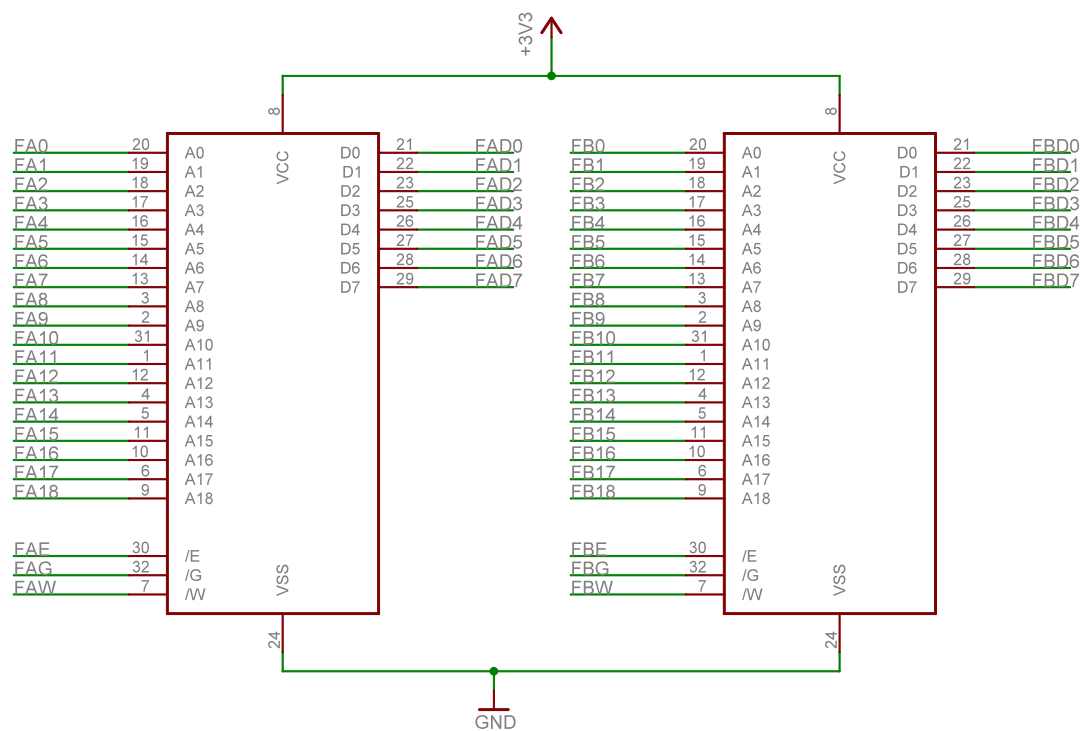 +3V3
8 8
FA0 20 A0 VCC D0 21 FAD0 FB0 20 A0 VCC D0 21 FBD0
FA1 19 A1 D1 22 FAD1 FB1 19 A1 D1 22 FBD1
FA2 18 A2 D2 23 FAD2 FB2 18 A2 D2 23 FBD2
FA3 17 A3 D3 25 FAD3 FB3 17 A3 D3 25 FBD3
FA4 16 A4 D4 26 FAD4 FB4 16 A4 D4 26 FBD4
FA5 15 A5 D5 27 FAD5 FB5 15 A5 D5 27 FBD5
FA6 14 A6 D6 28 FAD6 FB6 14 A6 D6 28 FBD6
FA7 13 A7 D7 29 FAD7 FB7 13 A7 D7 29 FBD7
FA8 3 A8 FB8 3 A8
FA9 2 A9 FB9 2 A9
FA10 31 A10 FB10 31 A10
FA11 1 A11 FB11 1 A11
FA12 12 A12 FB12 12 A12
FA13 4 A13 FB13 4 A13
FA14 5 A14 FB14 5 A14
FA15 11 A15 FB15 11 A15
FA16 10 A16 FB16 10 A16
FA17 6 A17 FB17 6 A17
FA18 9 A18 FB18 9 A18
FAE 30 /E FBE 30 /E
FAG 32 /G VSS FBG 32 /G VSS
FAW 7 /W FBW 7 /W
24 24
GND